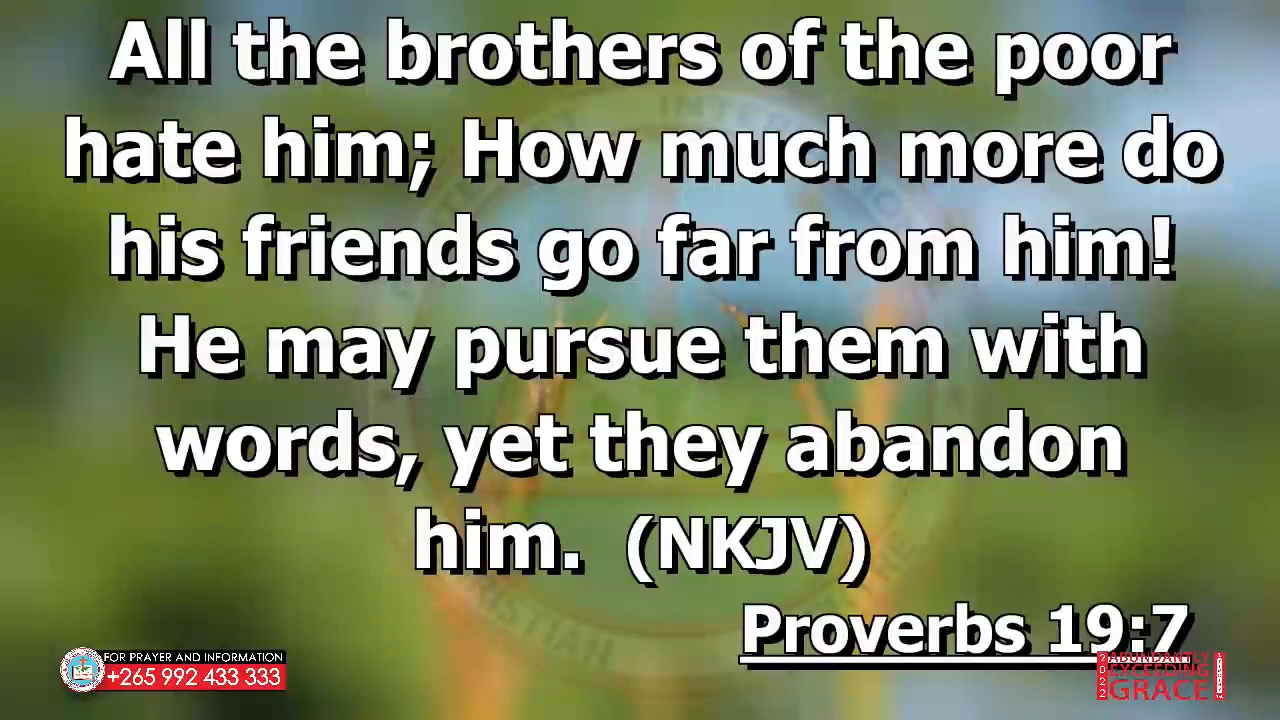 All the brothers of the poor
hate him; How much more do
his friends go far from him!
He may pursue them with
words, yet they abandon
him. (NKJV)
Proverbs 19:7
FOR PRAYER AND INFORMATION
+265 992 433 333
2022
ABUNDANTLY
EXCEEDING
GRACE